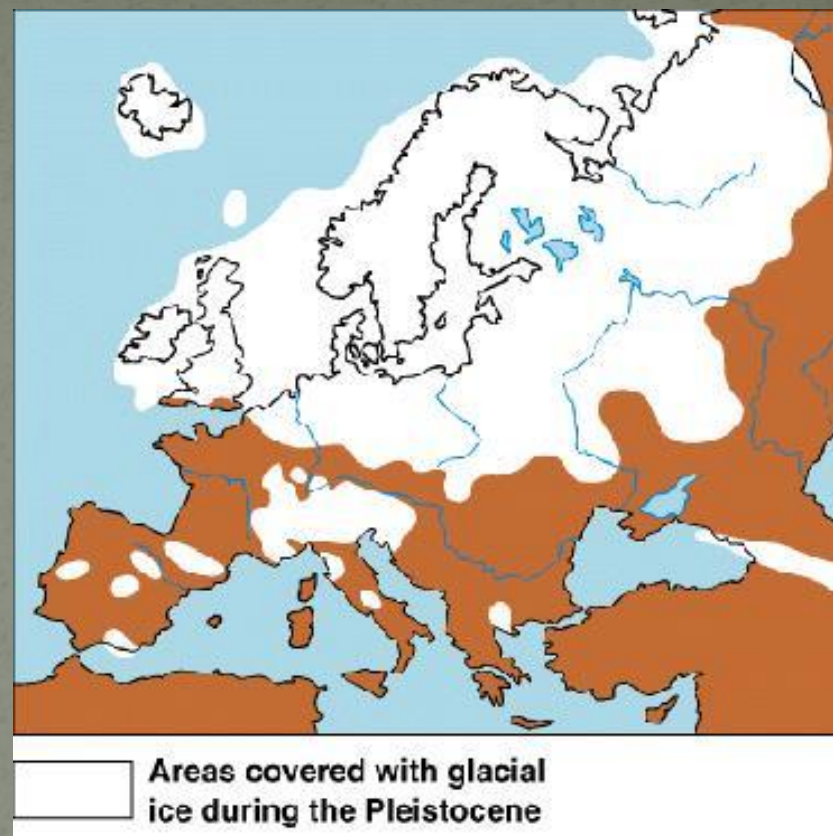 Areas covered with glacial
ice during the Pleistocene